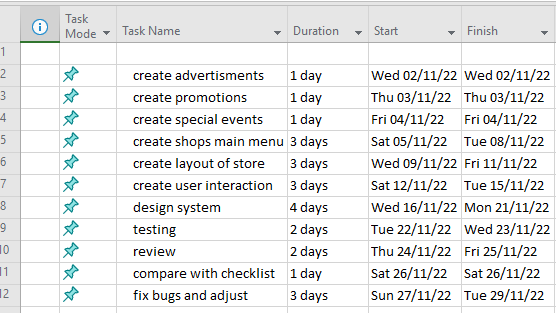 Task Mode Task Name Duration Start Finish
1
2 create advertisments 1 day Wed 02/11/22 Wed 02/11/22
3 create promotions 1 day Thu 03/11/22 Thu 03/11/22
4 create special events 1 day Fri 04/11/22 Fri 04/11/22
5 create shops main menu 3 days Sat 05/11/22 Tue 08/11/22
6 create layout of store 3 days Wed 09/11/22 Fri 11/11/22
7 create user interaction 3 days Sat 12/11/22 Tue 15/11/22
8 design system 4 days Wed 16/11/22 Mon 21/11/22
9 testing 2 days Tue 22/11/22 Wed 23/11/22
10 review 2 days Thu 24/11/22 Fri 25/11/22
11 compare with checklist 1 day Sat 26/11/22 Sat 26/11/22
12 fix bugs and adjust 3 days Sun 27/11/22 Tue 29/11/22